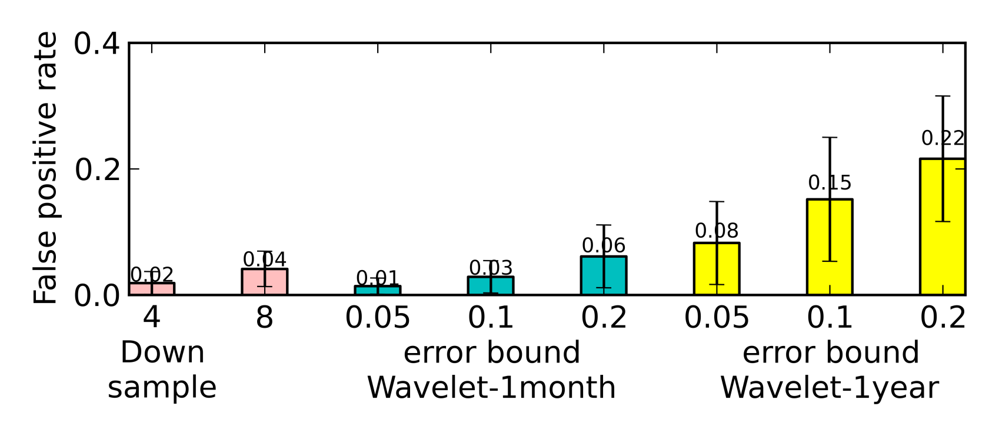 False positive rate
0.4
0.2
0.0
0.02
0.04
0.01
0.03
0.06
0.08
0.15
0.22
4 8 0.05 0.1 0.2 0.05 0.1 0.2
Down error bound error bound
sample Wavelet-1month Wavelet-1year